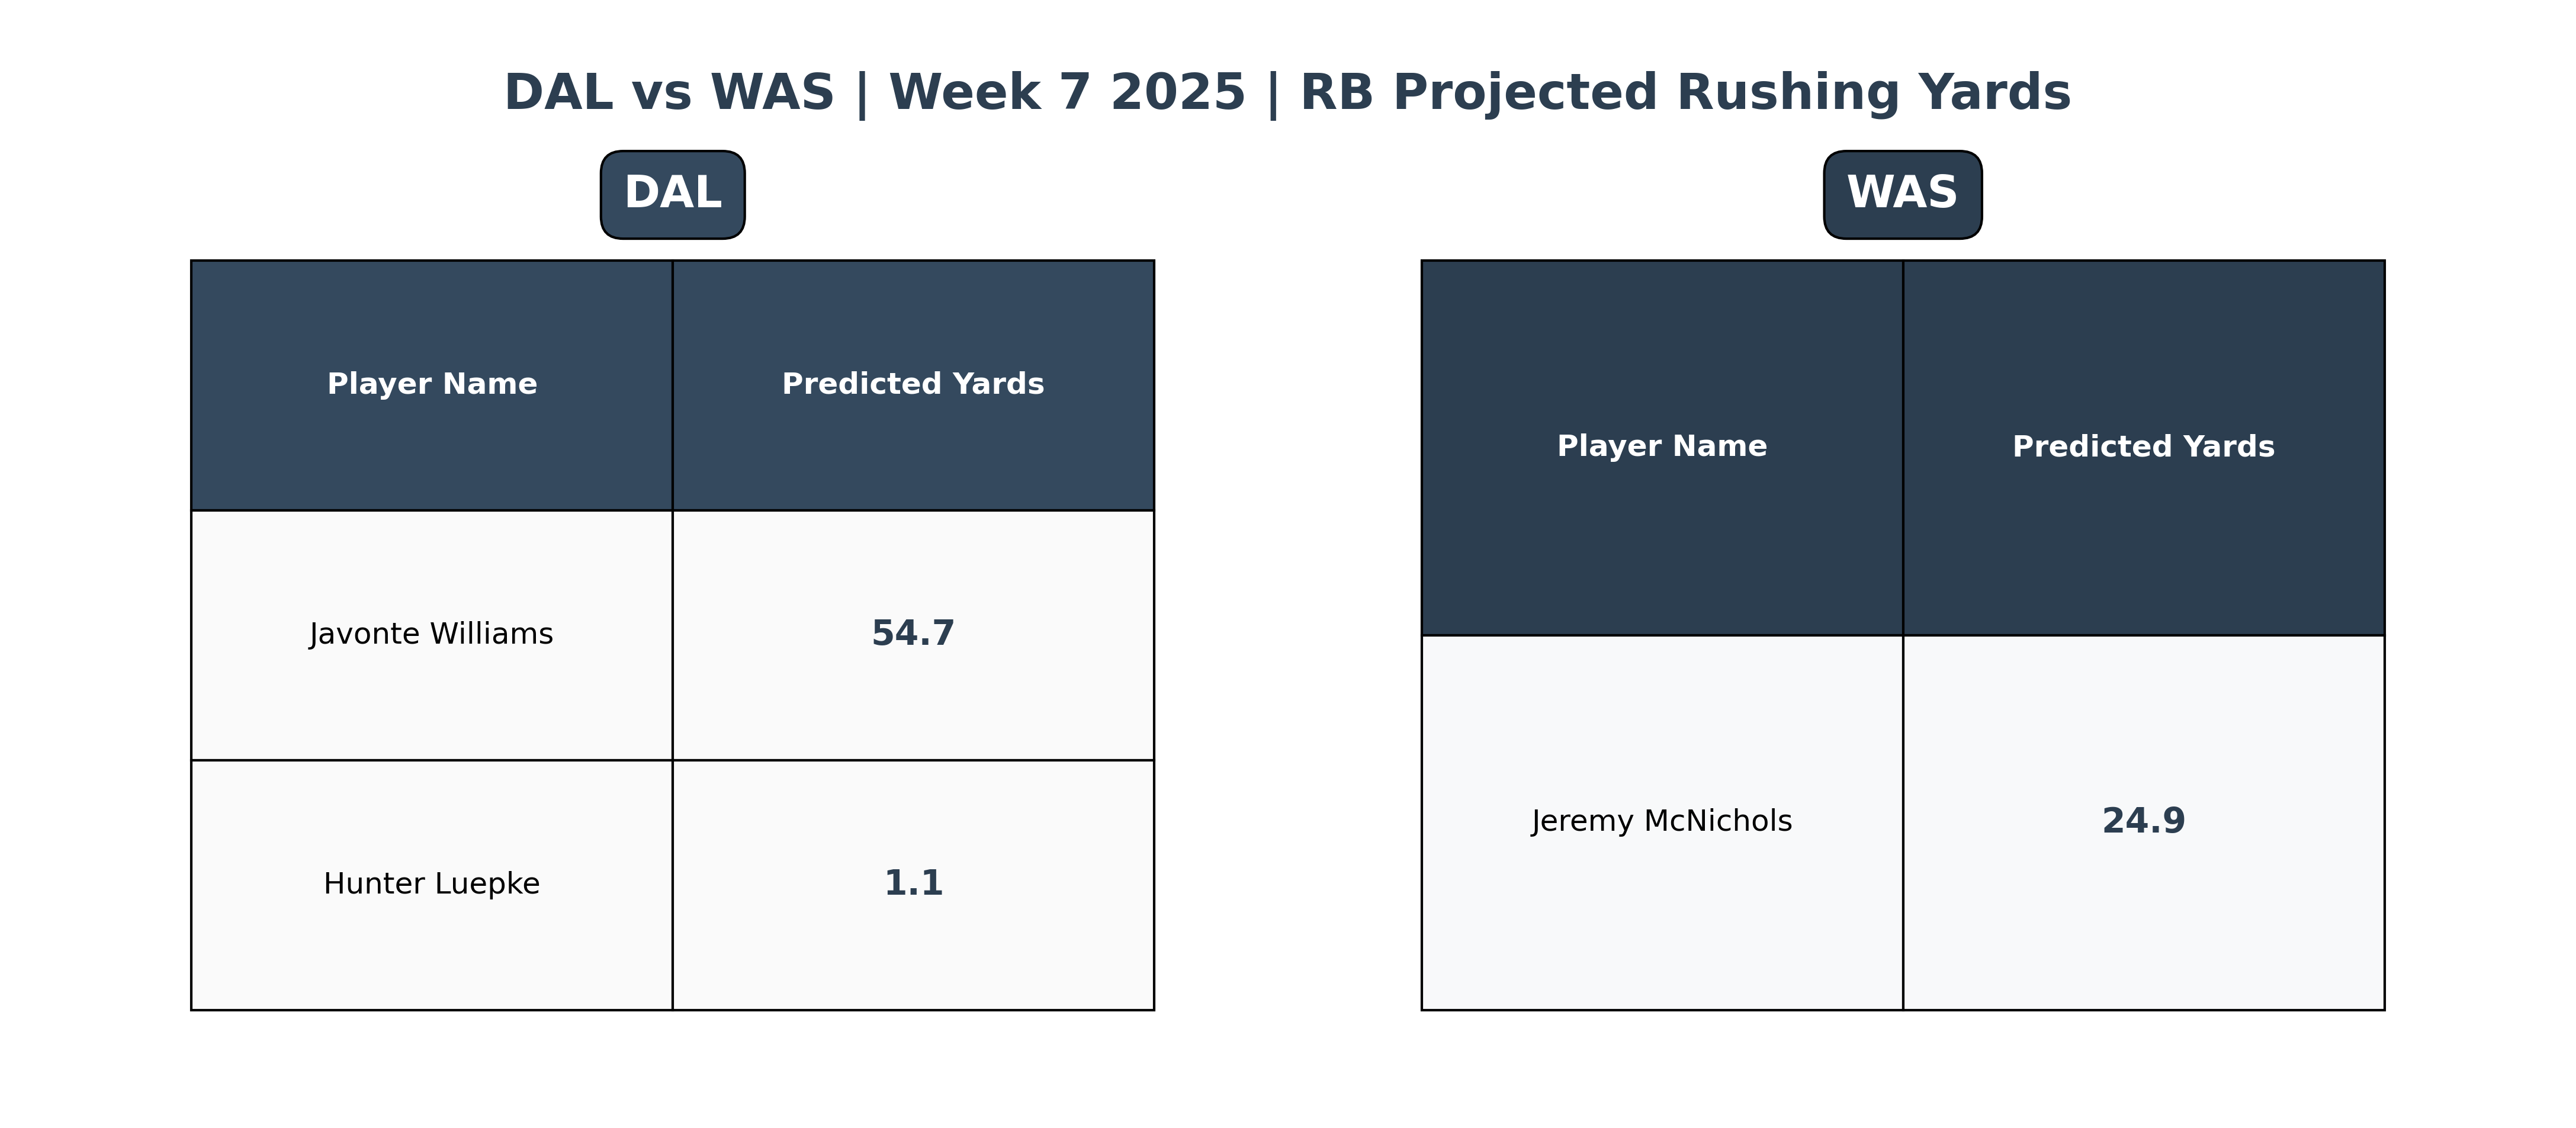 DAL vs WAS | Week 7 2025 | RB Projected Rushing Yards
DAL
Player Name Predicted Yards
Javonte Williams 54.7
Hunter Luepke 1.1
WAS
Player Name Predicted Yards
Jeremy McNichols 24.9